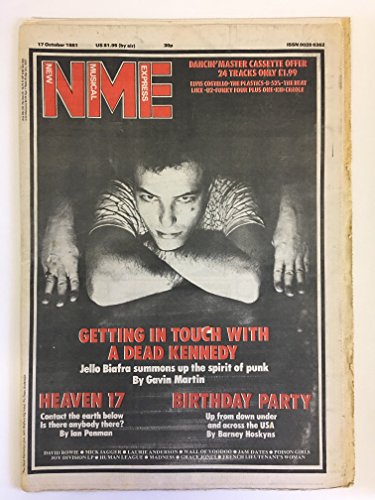 17 October 1981 US $1.95 (by air) 30p ISSN 0028-6362
NEW MUSICAL EXPRESS
NME
DANCIN' MASTER CASSETTE OFFER
24 TRACKS ONLY £1.99
ELVIS COSTELLO·THE PLASTICS·B-52's·THE BEAT
LINX·U2·FUNKY FOUR PLUS ONE·KID CREOLE
GETTING IN TOUCH WITH
A DEAD KENNEDY
Jello Biafra summons up the spirit of punk
By Gavin Martin
HEAVEN 17
Contact the earth below
Is there anybody there?
By Ian Penman
BIRTHDAY PARTY
Up from down under
and across the USA
By Barney Hoskyns
DAVID BOWIE • MICK JAGGER • LAURIE ANDERSON • WALL OF VOODOO • JAM DATES • POISON GIRLS
JOY DIVISION LP • HUMAN LEAGUE • MADNESS • GRACE JONES • FRENCH LIEUTENANT'S WOMAN